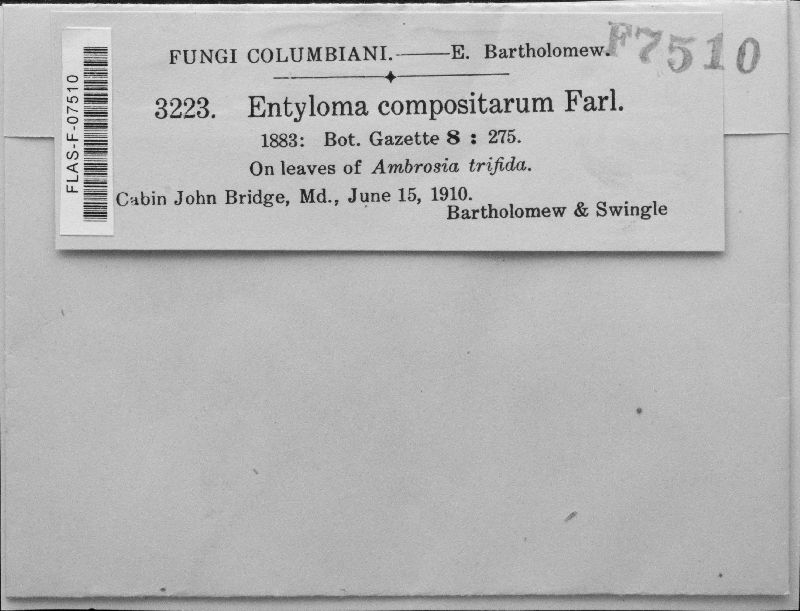 FUNGI COLUMBIANI.——E. Bartholomew.
F7510
3223. Entyloma compositarum Farl.
1883: Bot. Gazette 8 : 275.
On leaves of Ambrosia trifida.
Cabin John Bridge, Md., June 15, 1910.
Bartholomew & Swingle
FLAS-F-07510